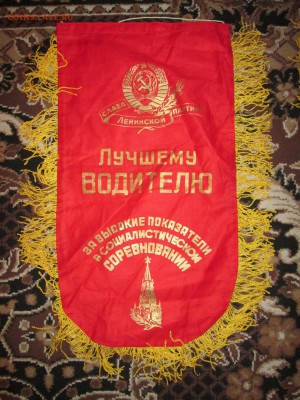 СЛАВА ЛЕНИНСКОЙ ПАРТИИ
ЛУЧШЕМУ
ВОДИТЕЛЮ
ЗА ВЫСОКИЕ ПОКАЗАТЕЛИ
В СОЦИАЛИСТИЧЕСКОМ
СОРЕВНОВАНИИ